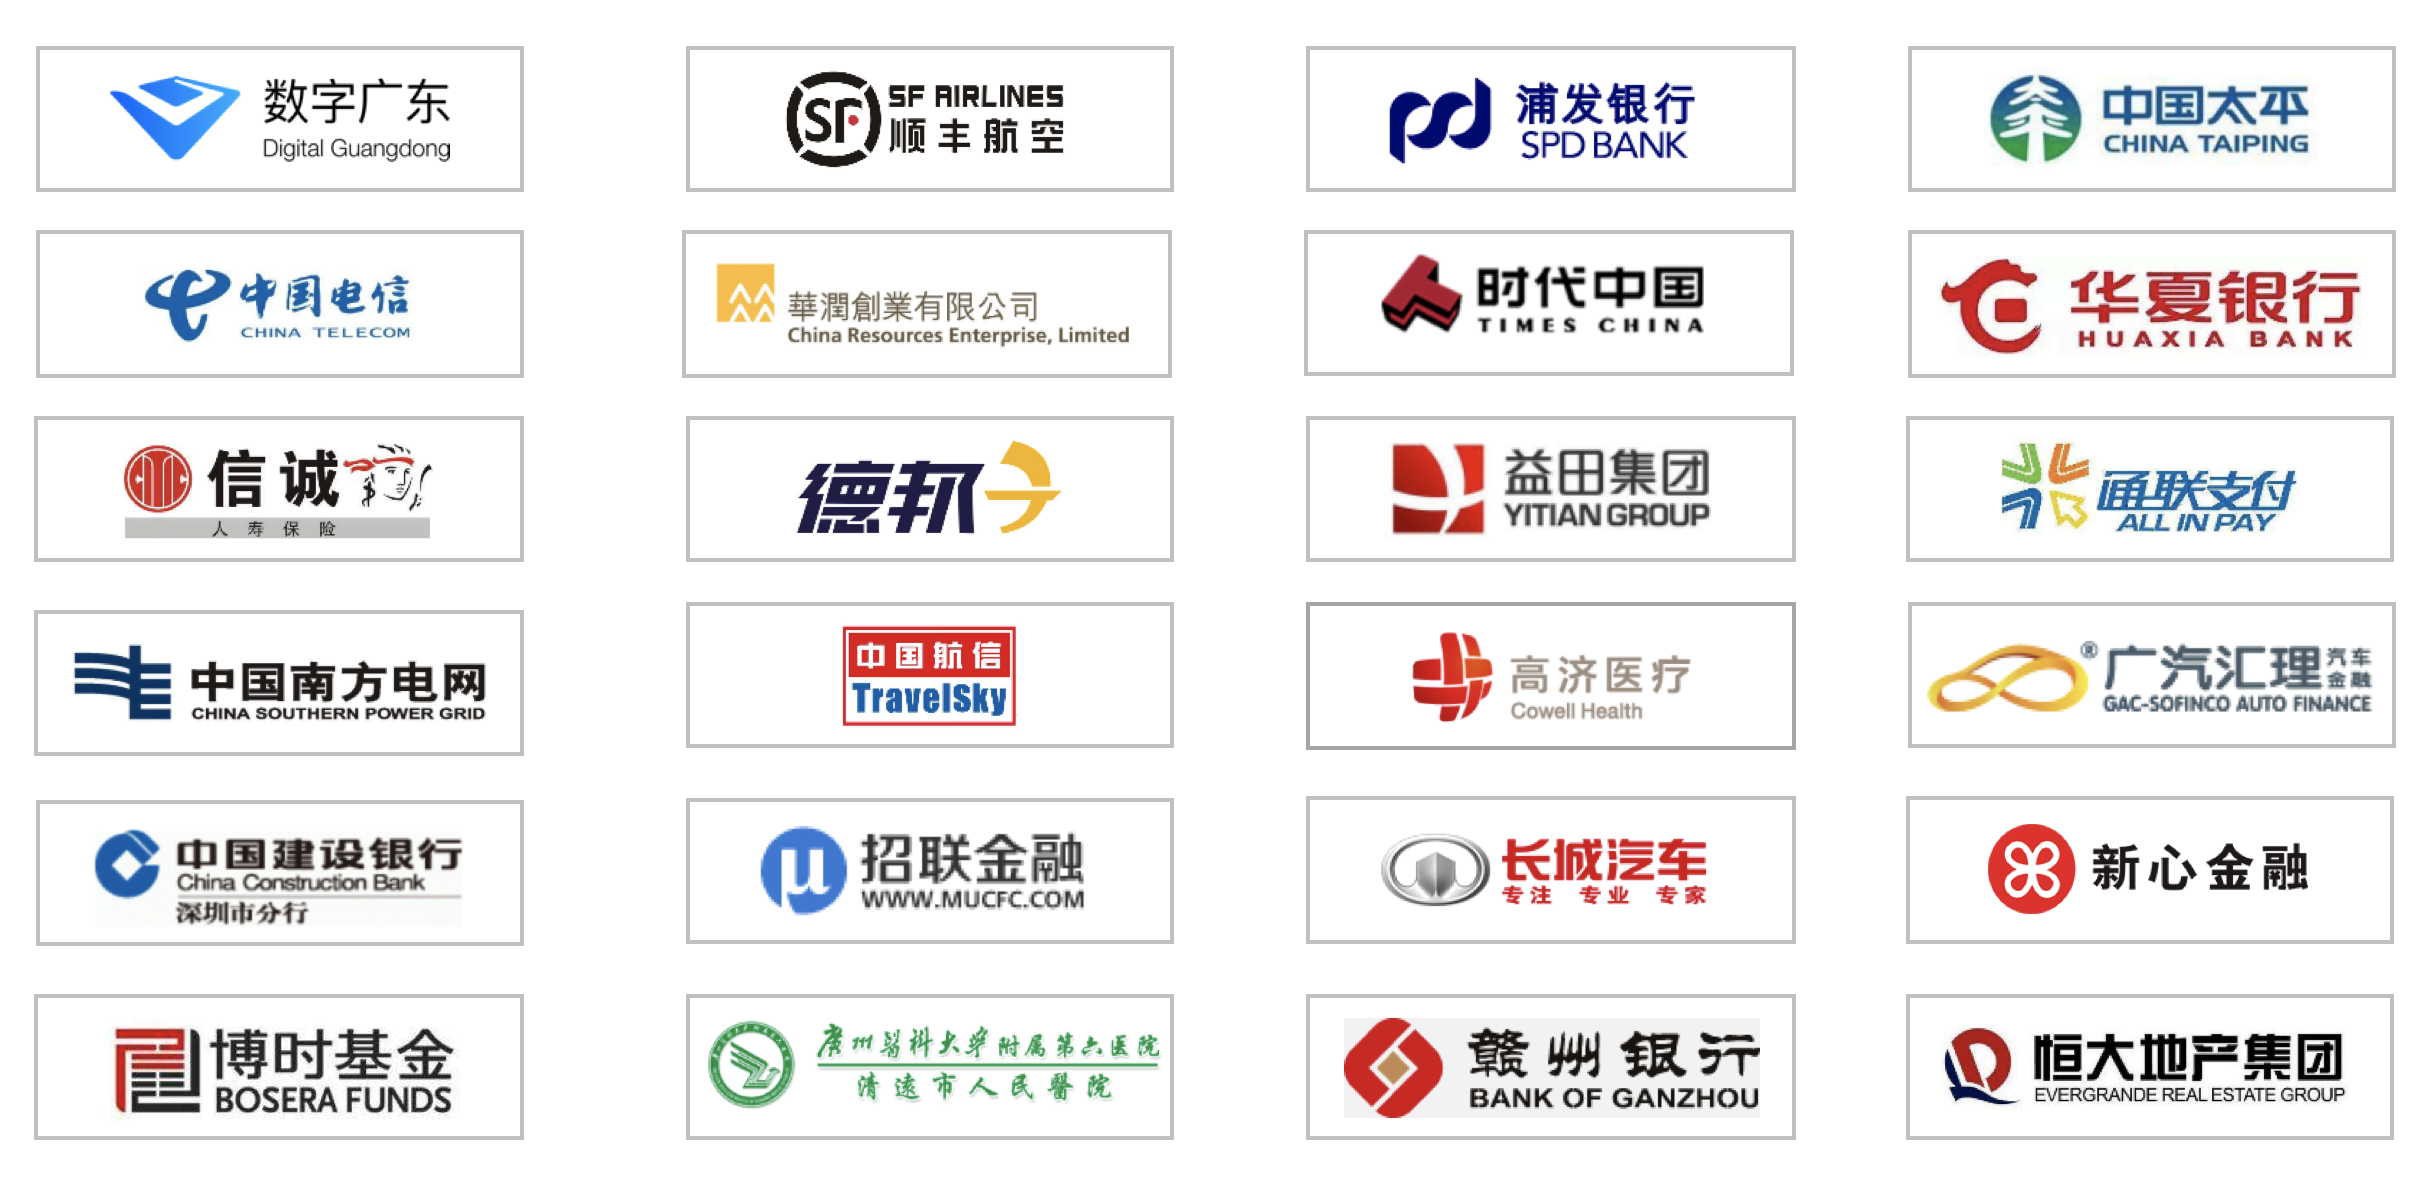 数字广东
Digital Guangdong
SF
SF AIRLINES
顺丰航空
浦发银行
SPD BANK
中国太平
CHINA TAIPING
中国电信
CHINA TELECOM
華潤創業有限公司
China Resources Enterprise, Limited
时代中国
TIMES CHINA
华夏银行
HUAXIA BANK
信诚
人寿保险
德邦
益田集团
YITIAN GROUP
通联支付
ALL IN PAY
中国南方电网
CHINA SOUTHERN POWER GRID
中国航信
TravelSky
高济医疗
Cowell Health
®广汽汇理汽车金融
GAC-SOFINCO AUTO FINANCE
中国建设银行
China Construction Bank
深圳市分行
μ
招联金融
WWW.MUCFC.COM
长城汽车
专注 专业 专家
新心金融
博时基金
BOSERA FUNDS
广州醫科大学附属第六医院
清远市人民醫院
赣州银行
BANK OF GANZHOU
恒大地产集团
EVERGRANDE REAL ESTATE GROUP